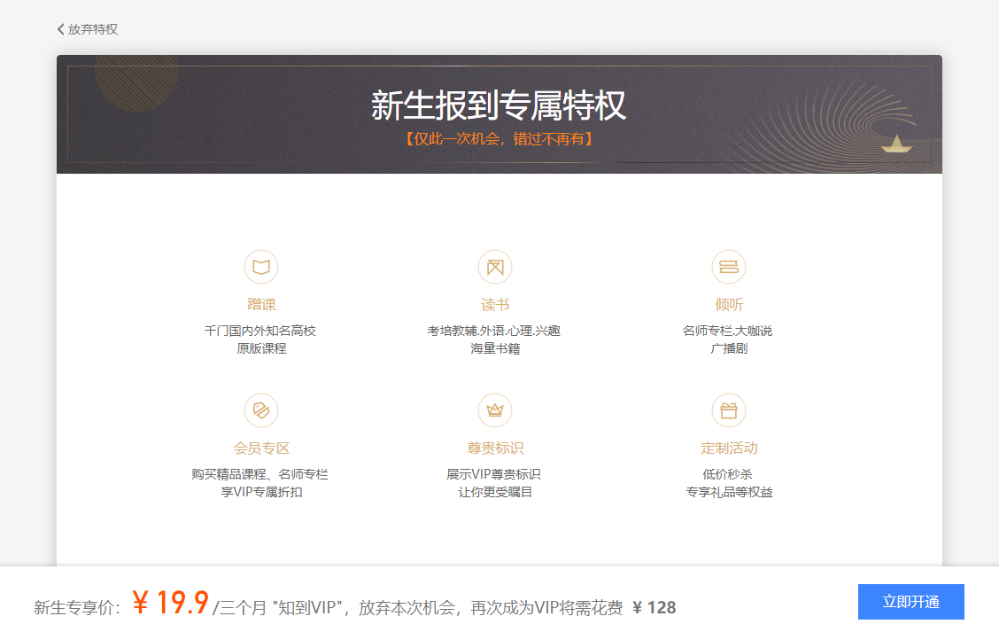 放弃特权
新生报到专属特权
【仅此一次机会，错过不再有】
蹭课
千门国内外知名高校
原版课程
读书
考培教辅.外语.心理.兴趣
海量书籍
倾听
名师专栏.大咖说
广播剧
会员专区
购买精品课程、名师专栏
享VIP专属折扣
尊贵标识
展示VIP尊贵标识
让你更受瞩目
定制活动
低价秒杀
专享礼品等权益
新生专享价：¥ 19.9/三个月 "知到VIP"，放弃本次机会，再次成为VIP将需花费 ¥ 128
立即开通